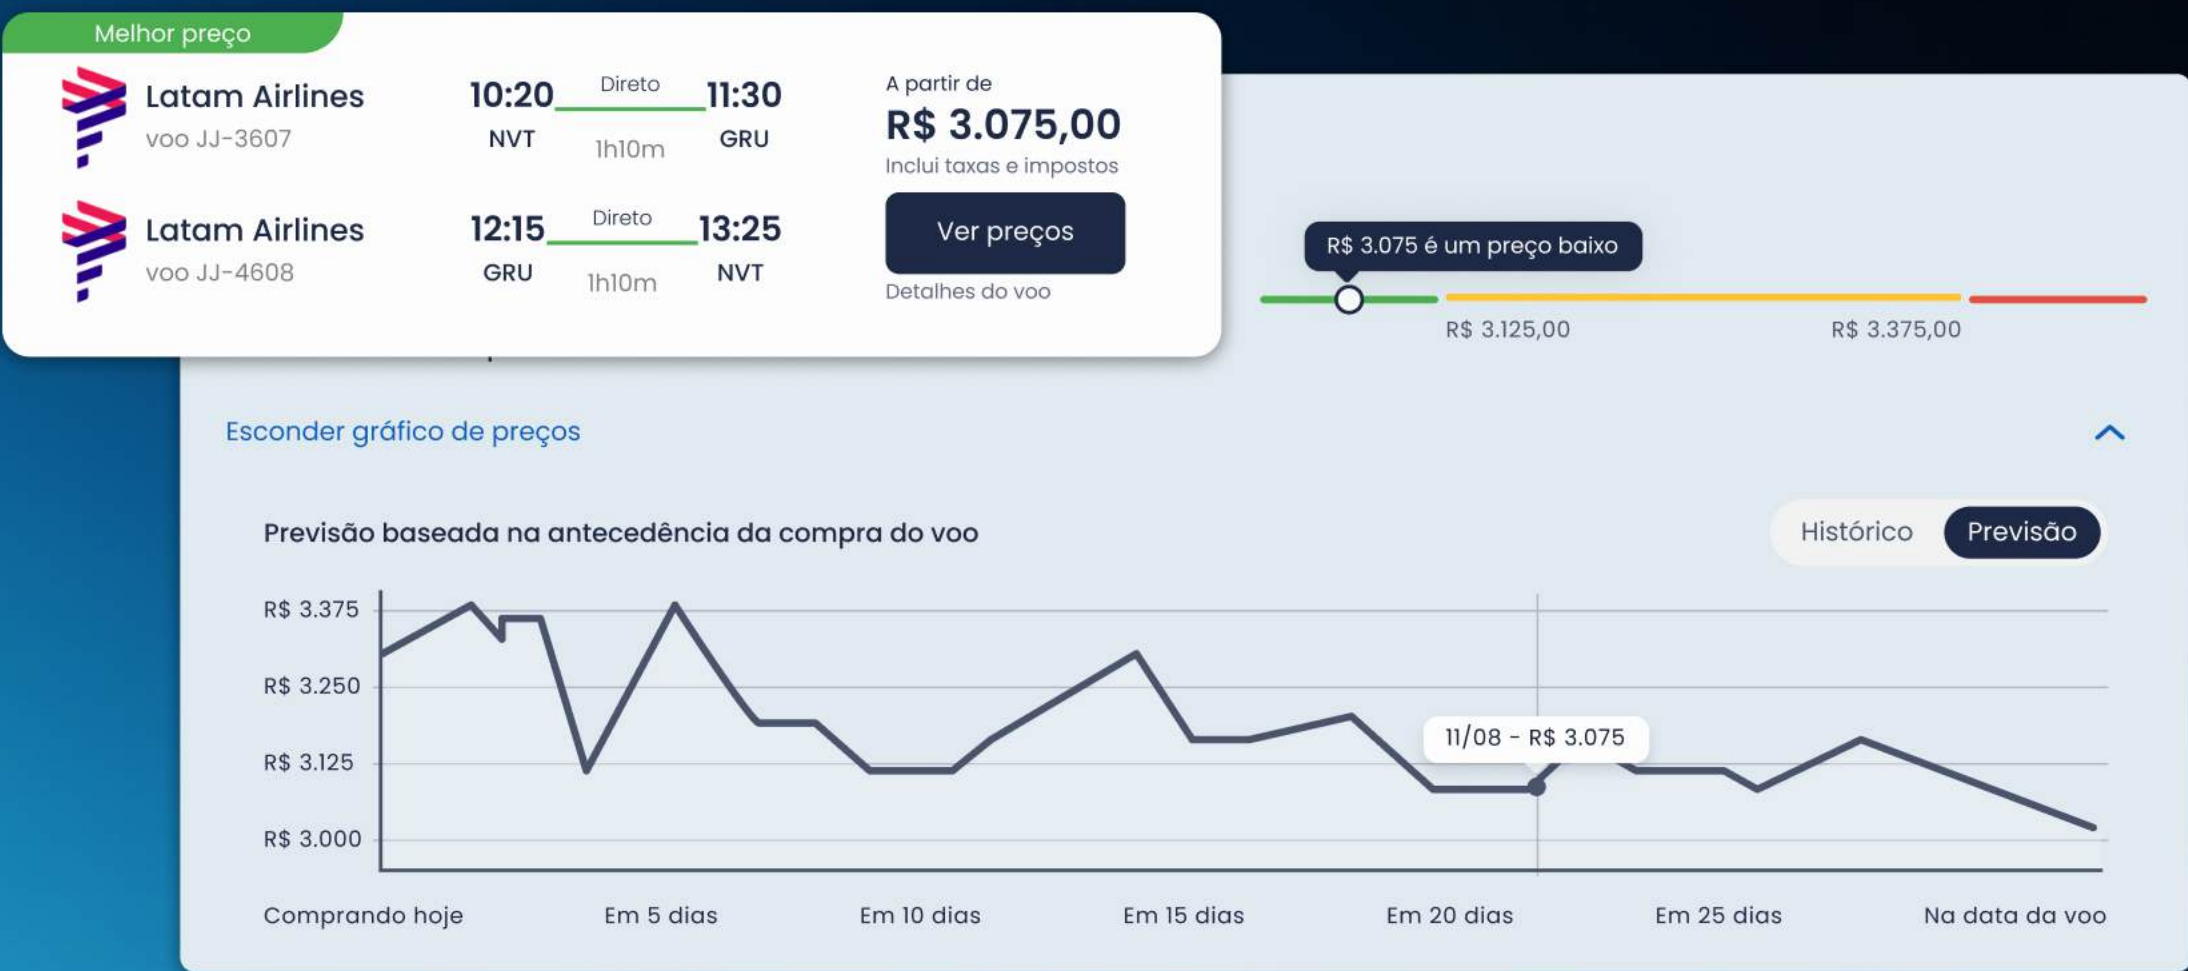 Melhor preço
Latam Airlines
voo JJ-3607
10:20
NVT
Direto
1h10m
11:30
GRU
A partir de
R$ 3.075,00
Inclui taxas e impostos
Latam Airlines
voo JJ-4608
12:15
GRU
Direto
1h10m
13:25
NVT
Ver preços
Detalhes do voo
R$ 3.075 é um preço baixo
R$ 3.125,00
R$ 3.375,00
Esconder gráfico de preços
Previsão baseada na antecedência da compra do voo
Histórico
Previsão
R$ 3.375
R$ 3.250
R$ 3.125
R$ 3.000
11/08 - R$ 3.075
Comprando hoje
Em 5 dias
Em 10 dias
Em 15 dias
Em 20 dias
Em 25 dias
Na data da voo